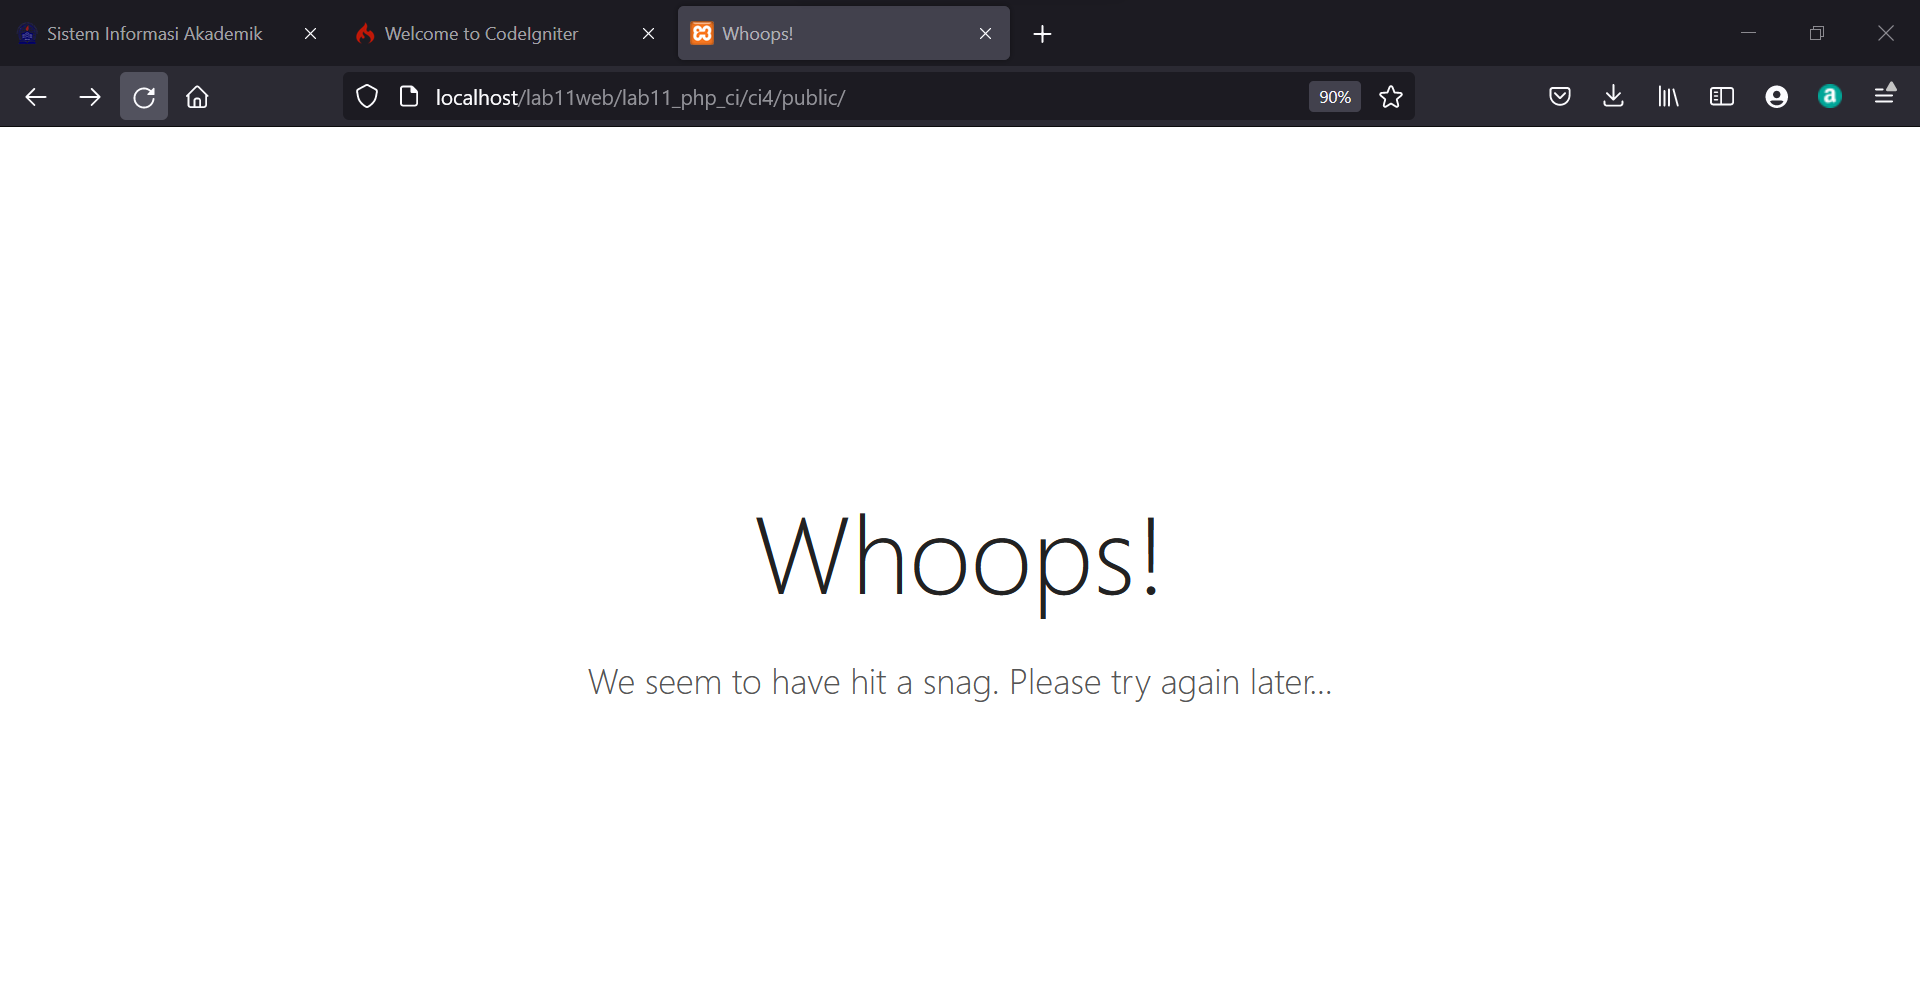 Sistem Informasi Akademik
Welcome to CodeIgniter
Whoops!
localhost/lab11web/lab11_php_ci/ci4/public/
90%
a
Whoops!
We seem to have hit a snag. Please try again later...